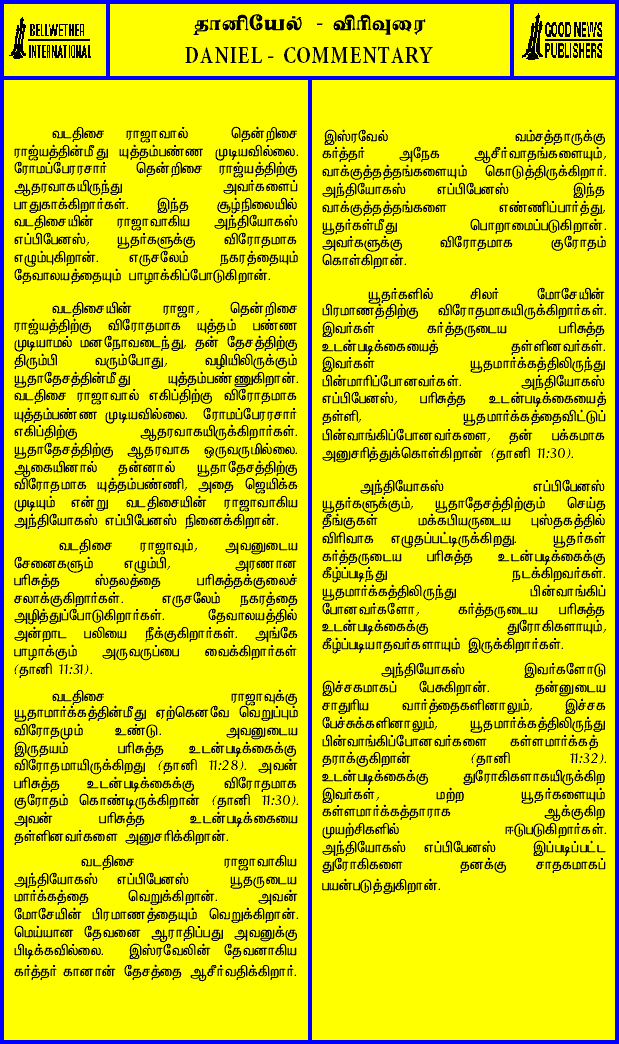 BELLWETHER
INTERNATIONAL
தானியேல் - விரிவுரை
DANIEL - COMMENTARY
GOOD NEWS
PUBLISHERS
வடதிசை ராஜாவால் தென்றிசை
ராஜ்யத்தின்மீது யுத்தம்பண்ண முடியவில்லை.
ரோமப்பேரரசார் தென்றிசை ராஜ்யத்திற்கு
ஆதரவாகயிருந்து அவர்களைப்
பாதுகாக்கிறார்கள். இந்த சூழ்நிலையில்
வடதிசையின் ராஜாவாகிய அந்தியோகஸ்
எப்பிபேனஸ், யூதர்களுக்கு விரோதமாக
எழும்புகிறான். எருசலேம் நகரத்தையும்
தேவாலயத்தையும் பாழாக்கிப்போடுகிறான்.
வடதிசையின் ராஜா, தென்றிசை
ராஜ்யத்திற்கு விரோதமாக யுத்தம் பண்ண
முடியாமல் மனநோவடைந்து, தன் தேசத்திற்கு
திரும்பி வரும்போது, வழியிலிருக்கும்
யூதாதேசத்தின்மீது யுத்தம்பண்ணுகிறான்.
வடதிசை ராஜாவால் எகிப்திற்கு விரோதமாக
யுத்தம்பண்ண முடியவில்லை. ரோமப்பேரரசார்
எகிப்திற்கு ஆதரவாகயிருக்கிறார்கள்.
யூதாதேசத்திற்கு ஆதரவாக ஒருவருமில்லை.
ஆகையினால் தன்னால் யூதாதேசத்திற்கு
விரோதமாக யுத்தம்பண்ணி, அதை ஜெயிக்க
முடியும் என்று வடதிசையின் ராஜாவாகிய
அந்தியோகஸ் எப்பிபேனஸ் நினைக்கிறான்.
வடதிசை ராஜாவும், அவனுடைய
சேனைகளும் எழும்பி, அரணான
பரிசுத்த ஸ்தலத்தை பரிசுத்தக்குலைச்
சலாக்குகிறார்கள். எருசலேம் நகரத்தை
அழித்துப்போடுகிறார்கள். தேவாலயத்தில்
அன்றாட பலியை நீக்குகிறார்கள். அங்கே
பாழாக்கும் அருவருப்பை வைக்கிறார்கள்
(தானி 11:31).
வடதிசை ராஜாவுக்கு
யூதாமார்க்கத்தின்மீது ஏற்கெனவே வெறுப்பும்
விரோதமும் உண்டு. அவனுடைய
இருதயம் பரிசுத்த உடன்படிக்கைக்கு
விரோதமாயிருக்கிறது (தானி 11:28). அவன்
பரிசுத்த உடன்படிக்கைக்கு விரோதமாக
குரோதம் கொண்டிருக்கிறான் (தானி 11:30).
அவன் பரிசுத்த உடன்படிக்கையை
தள்ளினவர்களை அனுசரிக்கிறான்.
வடதிசை ராஜாவாகிய
அந்தியோகஸ் எப்பிபேனஸ் யூதருடைய
மார்க்கத்தை வெறுக்கிறான். அவன்
மோசேயின் பிரமாணத்தையும் வெறுக்கிறான்.
மெய்யான தேவனை ஆராதிப்பது அவனுக்கு
பிடிக்கவில்லை. இஸ்ரவேலின் தேவனாகிய
கர்த்தர் கானான் தேசத்தை ஆசீர்வதிக்கிறார்.
இஸ்ரவேல் வம்சத்தாருக்கு
கர்த்தர் அநேக ஆசீர்வாதங்களையும்,
வாக்குத்தத்தங்களையும் கொடுத்திருக்கிறார்.
அந்தியோகஸ் எப்பிபேனஸ் இந்த
வாக்குத்தத்தங்களை எண்ணிப்பார்த்து,
யூதர்கள்மீது பொறாமைப்படுகிறான்.
அவர்களுக்கு விரோதமாக குரோதம்
கொள்கிறான்.
யூதர்களில் சிலர் மோசேயின்
பிரமாணத்திற்கு விரோதமாகயிருக்கிறார்கள்.
இவர்கள் கர்த்தருடைய பரிசுத்த
உடன்படிக்கையைத் தள்ளினவர்கள்.
இவர்கள் யூதமார்க்கத்திலிருந்து
பின்மாரிப்போனவர்கள். அந்தியோகஸ்
எப்பிபேனஸ், பரிசுத்த உடன்படிக்கையைத்
தள்ளி, யூதமார்க்கத்தைவிட்டுப்
பின்வாங்கிப்போனவர்களை, தன் பக்கமாக
அனுசரித்துக்கொள்கிறான் (தானி 11:30).
அந்தியோகஸ் எப்பிபேனஸ்
யூதர்களுக்கும், யூதாதேசத்திற்கும் செய்த
தீங்குகள் மக்கபியருடைய புஸ்தகத்தில்
விரிவாக எழுதப்பட்டிருக்கிறது. யூதர்கள்
கர்த்தருடைய பரிசுத்த உடன்படிக்கைக்கு
கீழ்ப்படிந்து நடக்கிறவர்கள்.
யூதமார்க்கத்திலிருந்து பின்வாங்கிப்
போனவர்களோ, கர்த்தருடைய பரிசுத்த
உடன்படிக்கைக்கு துரோகிகளாயும்,
கீழ்ப்படியாதவர்களாயும் இருக்கிறார்கள்.
அந்தியோகஸ் இவர்களோடு
இச்சகமாகப் பேசுகிறான். தன்னுடைய
சாதுரிய வார்த்தைகளினாலும், இச்சக
பேச்சுக்களினாலும், யூதமார்க்கத்திலிருந்து
பின்வாங்கிப்போனவர்களை கள்ளமார்க்கத்
தராக்குகிறான் (தானி 11:32).
உடன்படிக்கைக்கு துரோகிகளாகயிருக்கிற
இவர்கள், மற்ற யூதர்களையும்
கள்ளமார்க்கத்தாராக ஆக்குகிற
முயற்சிகளில் ஈடுபடுகிறார்கள்.
அந்தியோகஸ் எப்பிபேனஸ் இப்படிப்பட்ட
துரோகிகளை தனக்கு சாதகமாகப்
பயன்படுத்துகிறான்.